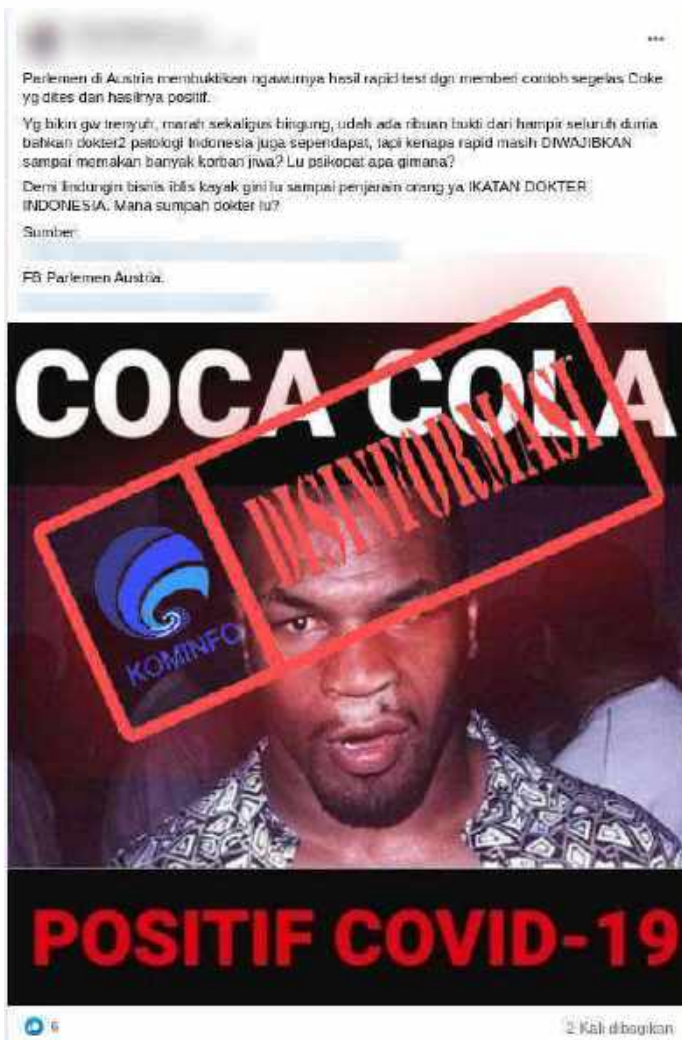 Parlemen di Austria membuktikan ngawurnya hasil rapid test dgn memberi contoh segelas Coke
yg dites dan hasilnya positif.
Yg bikin gw trenyuh, marah sekaligus bingung, udah ada ribuan bukti dari hampir seluruh dunia
bahkan dokter2 patologi Indonesia juga sependapat, tapi kenapa rapid masih DIWAJIBKAN
sampai memakan banyak korban jiwa? Lu psikopat apa gimana?
Demi lindungin bisnis iblis kayak gini lu sampai penjarain orang ya IKATAN DOKTER
INDONESIA. Mana sumpah dokter lu?
Sumber:
FB Parlemen Austria.
COCA COLA
DISINFORMASI
KOMINFO
POSITIF COVID-19
6
2 Kali dibagikan